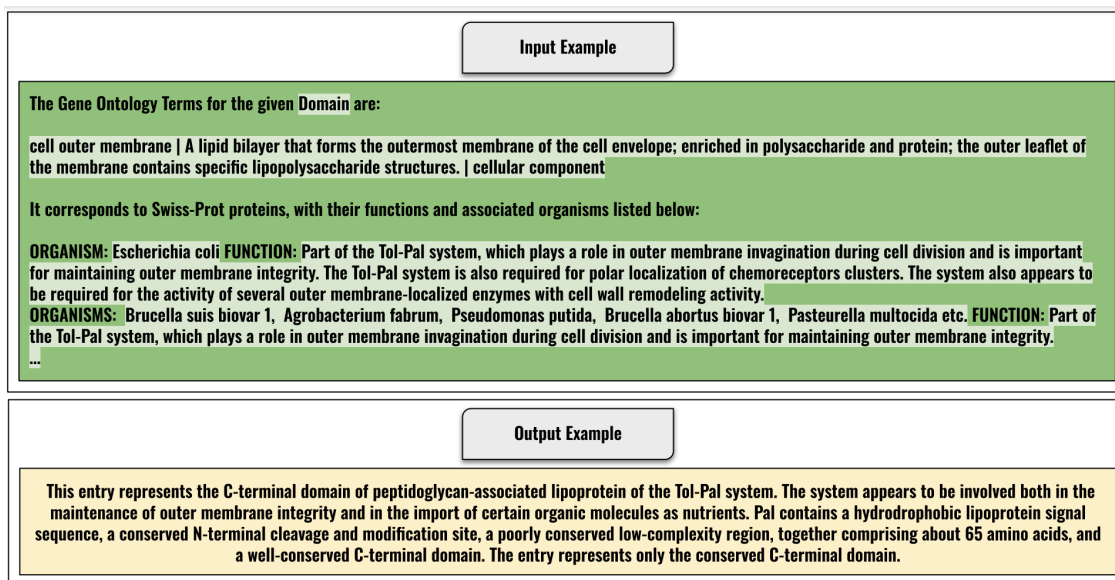 Input Example
The Gene Ontology Terms for the given Domain are:
cell outer membrane | A lipid bilayer that forms the outermost membrane of the cell envelope; enriched in polysaccharide and protein; the outer leaflet of
the membrane contains specific lipopolysaccharide structures. | cellular component
It corresponds to Swiss-Prot proteins, with their functions and associated organisms listed below:
ORGANISM: Escherichia coli FUNCTION: Part of the Tol-Pal system, which plays a role in outer membrane invagination during cell division and is important
for maintaining outer membrane integrity. The Tol-Pal system is also required for polar localization of chemoreceptors clusters. The system also appears to
be required for the activity of several outer membrane-localized enzymes with cell wall remodeling activity.
ORGANISMS: Brucella suis biovar 1, Agrobacterium fabrum, Pseudomonas putida, Brucella abortus biovar 1, Pasteurella multocida etc. FUNCTION: Part of
the Tol-Pal system, which plays a role in outer membrane invagination during cell division and is important for maintaining outer membrane integrity.
...
Output Example
This entry represents the C-terminal domain of peptidoglycan-associated lipoprotein of the Tol-Pal system. The system appears to be involved both in the
maintenance of outer membrane integrity and in the import of certain organic molecules as nutrients. Pal contains a hydrodrophobic lipoprotein signal
sequence, a conserved N-terminal cleavage and modification site, a poorly conserved low-complexity region, together comprising about 65 amino acids, and
a well-conserved C-terminal domain. The entry represents only the conserved C-terminal domain.